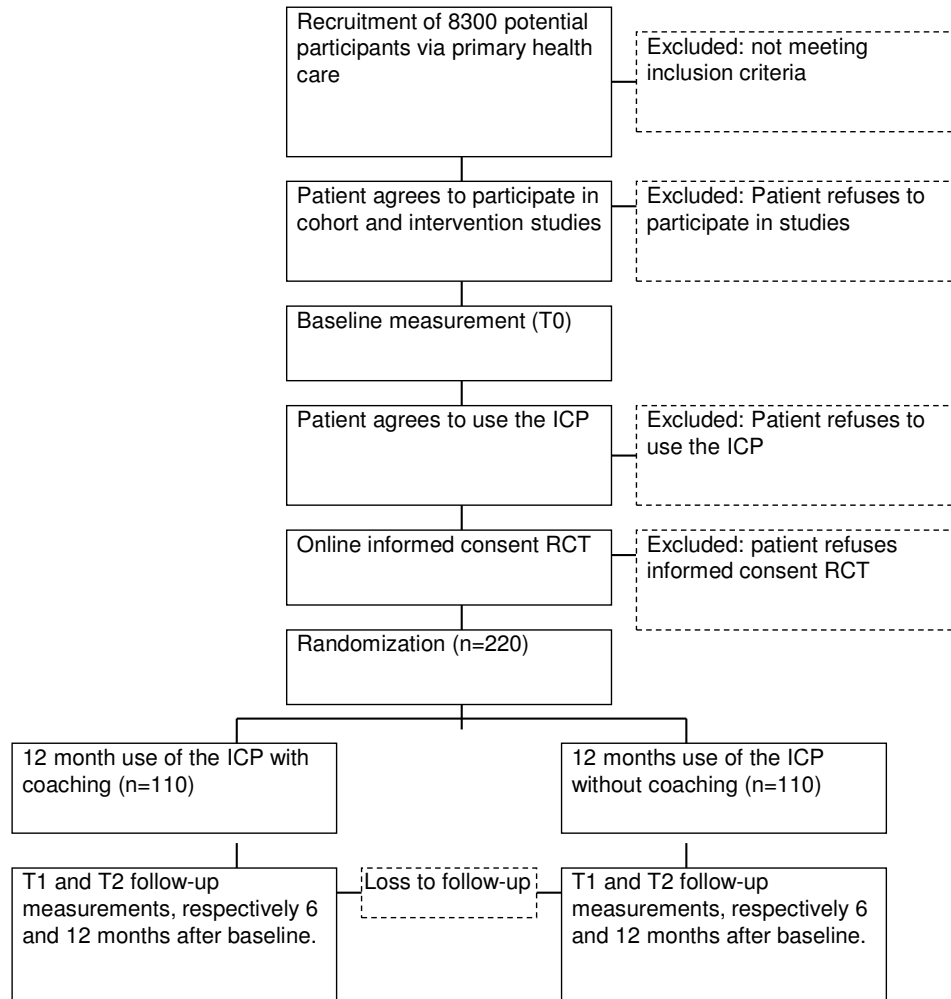 Recruitment of 8300 potential
participants via primary health
care
Excluded: not meeting
inclusion criteria
Patient agrees to participate in
cohort and intervention studies
Excluded: Patient refuses to
participate in studies
Baseline measurement (T0)
Patient agrees to use the ICP
Excluded: Patient refuses to
use the ICP
Online informed consent RCT
Excluded: patient refuses
informed consent RCT
Randomization (n=220)
12 month use of the ICP with
coaching (n=110)
12 months use of the ICP
without coaching (n=110)
T1 and T2 follow-up
measurements, respectively 6
and 12 months after baseline.
Loss to follow-up
T1 and T2 follow-up
measurements, respectively 6
and 12 months after baseline.